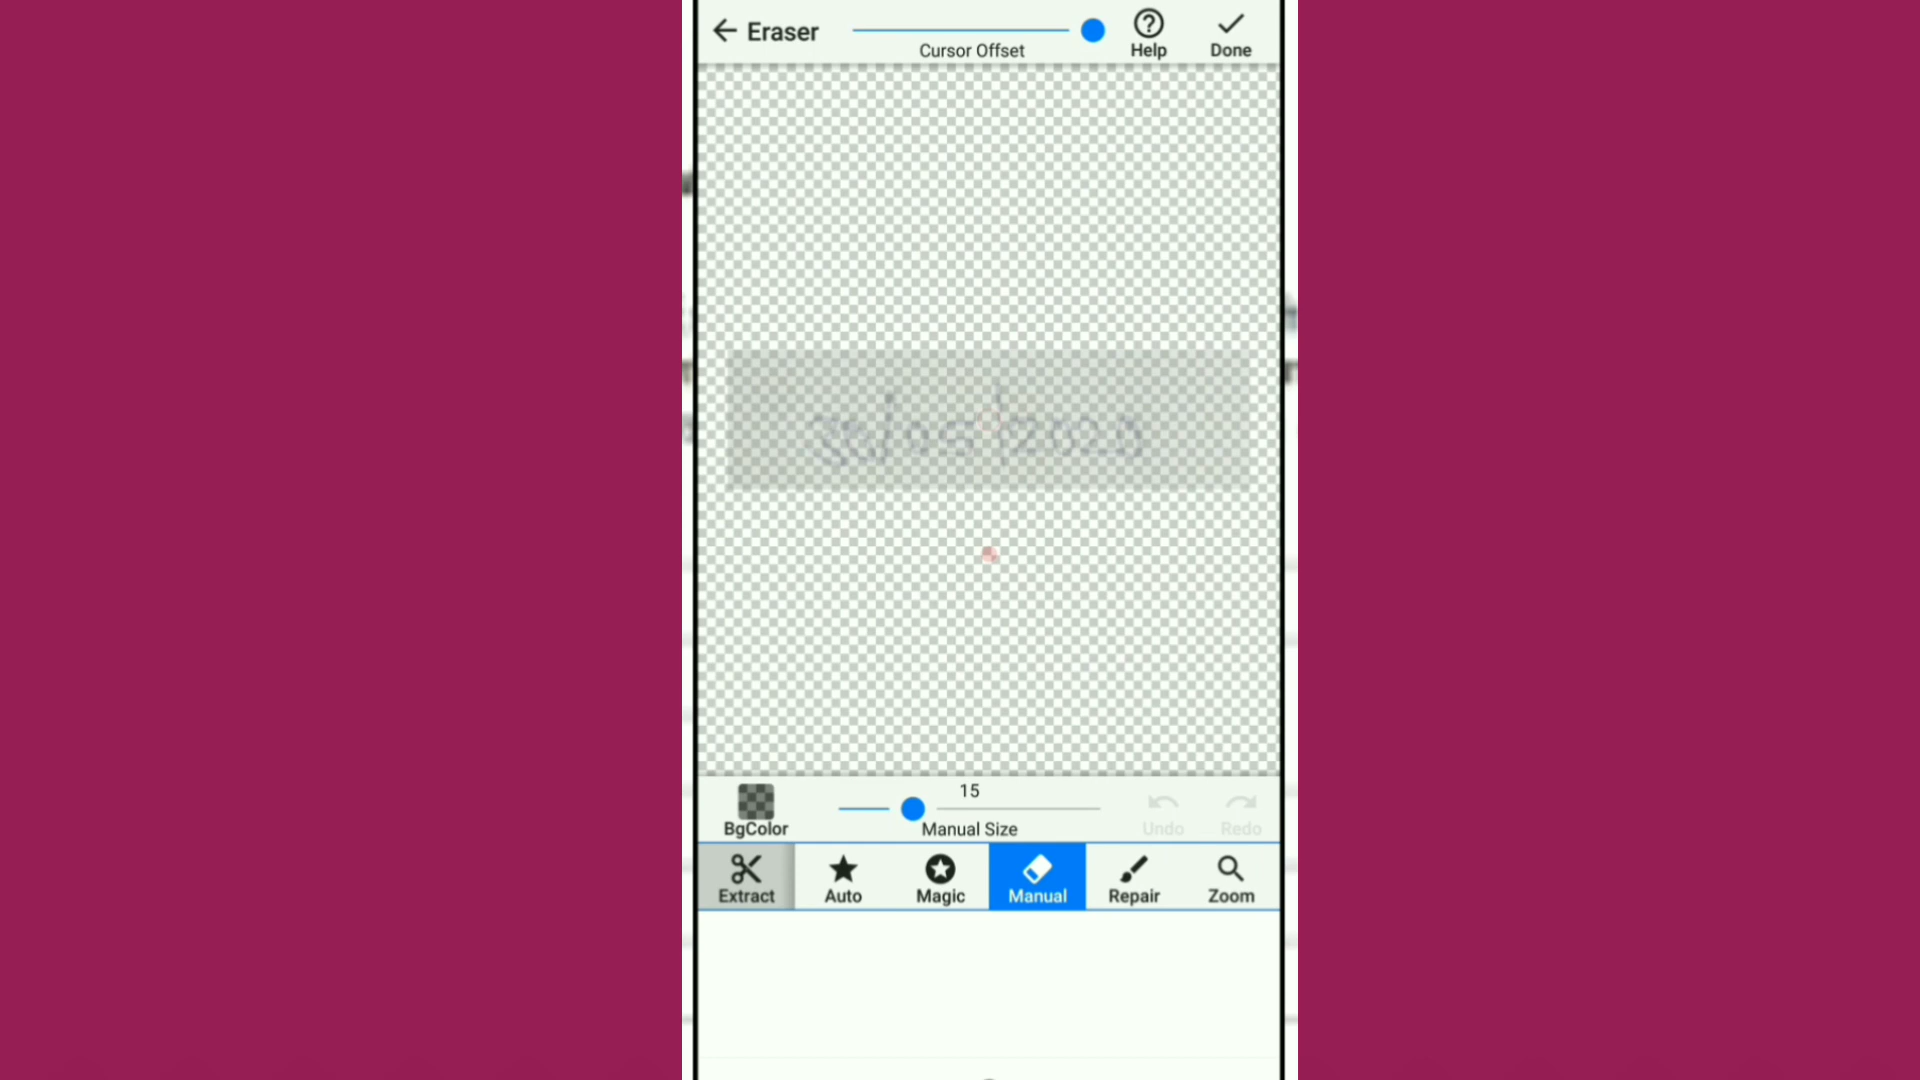 Eraser
Cursor Offset
Help
Done
15
BgColor
Manual Size
Undo
Redo
Extract
Auto
Magic
Manual
Repair
Zoom